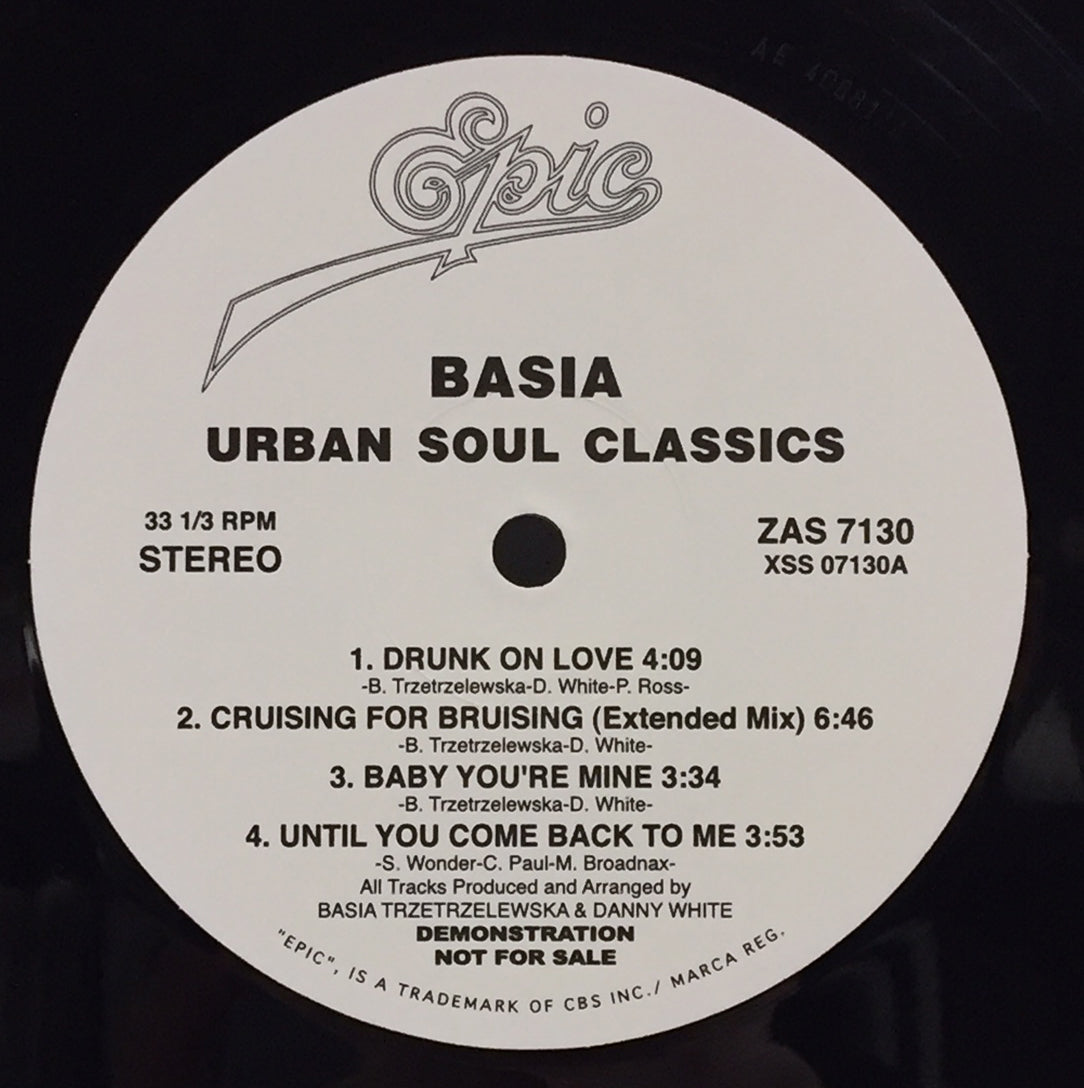 Epic
BASIA
URBAN SOUL CLASSICS
33 1/3 RPM
STEREO
ZAS 7130
XSS 07130A
1. DRUNK ON LOVE 4:09
-B. Trzetrzelewska-D. White-P. Ross-
2. CRUISING FOR BRUISING (Extended Mix) 6:46
-B. Trzetrzelewska-D. White-
3. BABY YOU'RE MINE 3:34
-B. Trzetrzelewska-D. White-
4. UNTIL YOU COME BACK TO ME 3:53
-S. Wonder-C. Paul-M. Broadnax-
All Tracks Produced and Arranged by
BASIA TRZETRZELEWSKA & DANNY WHITE
DEMONSTRATION
NOT FOR SALE
"EPIC", IS A TRADEMARK OF CBS INC./ MARCA REG.